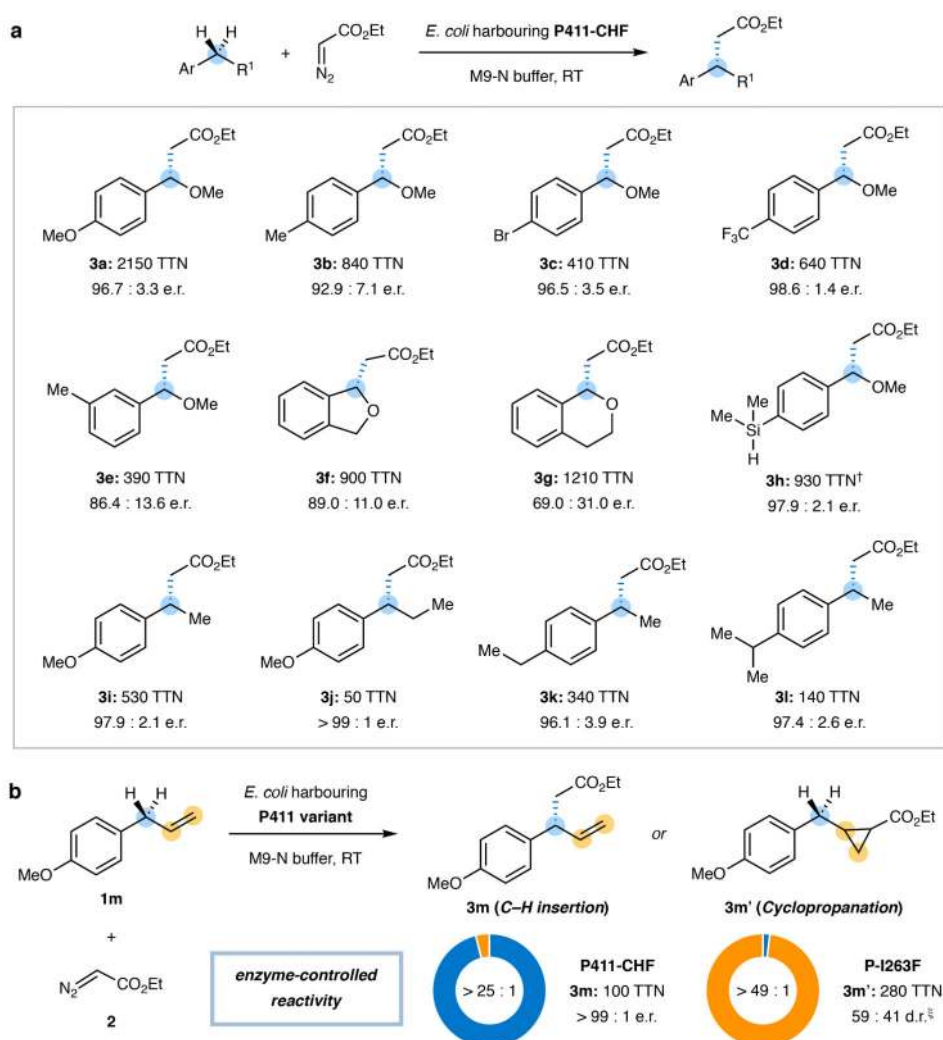 a
H H
Ar R¹
+
CO₂Et
N₂
E. coli harbouring P411-CHF
M9-N buffer, RT
CO₂Et
Ar R¹
CO₂Et
OMe
MeO
3a: 2150 TTN
96.7 : 3.3 e.r.
CO₂Et
OMe
Me
3b: 840 TTN
92.9 : 7.1 e.r.
CO₂Et
OMe
Br
3c: 410 TTN
96.5 : 3.5 e.r.
CO₂Et
OMe
F₃C
3d: 640 TTN
98.6 : 1.4 e.r.
CO₂Et
Me
OMe
3e: 390 TTN
86.4 : 13.6 e.r.
CO₂Et
O
3f: 900 TTN
89.0 : 11.0 e.r.
CO₂Et
O
3g: 1210 TTN
69.0 : 31.0 e.r.
CO₂Et
OMe
Me
Me
Si
H
3h: 930 TTN†
97.9 : 2.1 e.r.
CO₂Et
Me
MeO
3i: 530 TTN
97.9 : 2.1 e.r.
CO₂Et
Me
MeO
3j: 50 TTN
> 99 : 1 e.r.
CO₂Et
Me
Me
3k: 340 TTN
96.1 : 3.9 e.r.
CO₂Et
Me
Me
Me
3l: 140 TTN
97.4 : 2.6 e.r.
b
H H
MeO
1m
+
N₂
CO₂Et
2
E. coli harbouring
P411 variant
M9-N buffer, RT
enzyme-controlled
reactivity
CO₂Et
MeO
3m (C–H insertion)
or
H H
CO₂Et
MeO
3m' (Cyclopropanation)
> 25 : 1
P411-CHF
3m: 100 TTN
> 99 : 1 e.r.
> 49 : 1
P-I263F
3m': 280 TTN
59 : 41 d.r.ξ